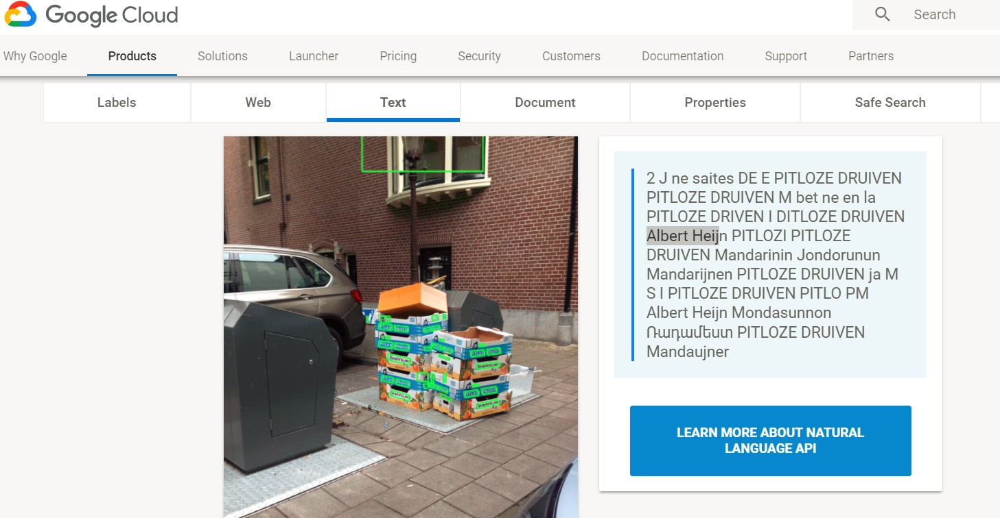 Google Cloud
Search
Why Google Products Solutions Launcher Pricing Security Customers Documentation Support Partners
Labels Web Text Document Properties Safe Search
2 J ne saites DE E PITLOZE DRUIVEN
PITLOZE DRUIVEN M bet ne en la
PITLOZE DRIVEN I DITLOZE DRUIVEN
Albert Heijn PITLOZI PITLOZE
DRUIVEN Mandarinin Jondorunun
Mandarijnen PITLOZE DRUIVEN ja M
S I PITLOZE DRUIVEN PITLO PM
Albert Heijn Mondasunnon
Ռադամետտ PITLOZE DRUIVEN
Mandaujner
LEARN MORE ABOUT NATURAL
LANGUAGE API